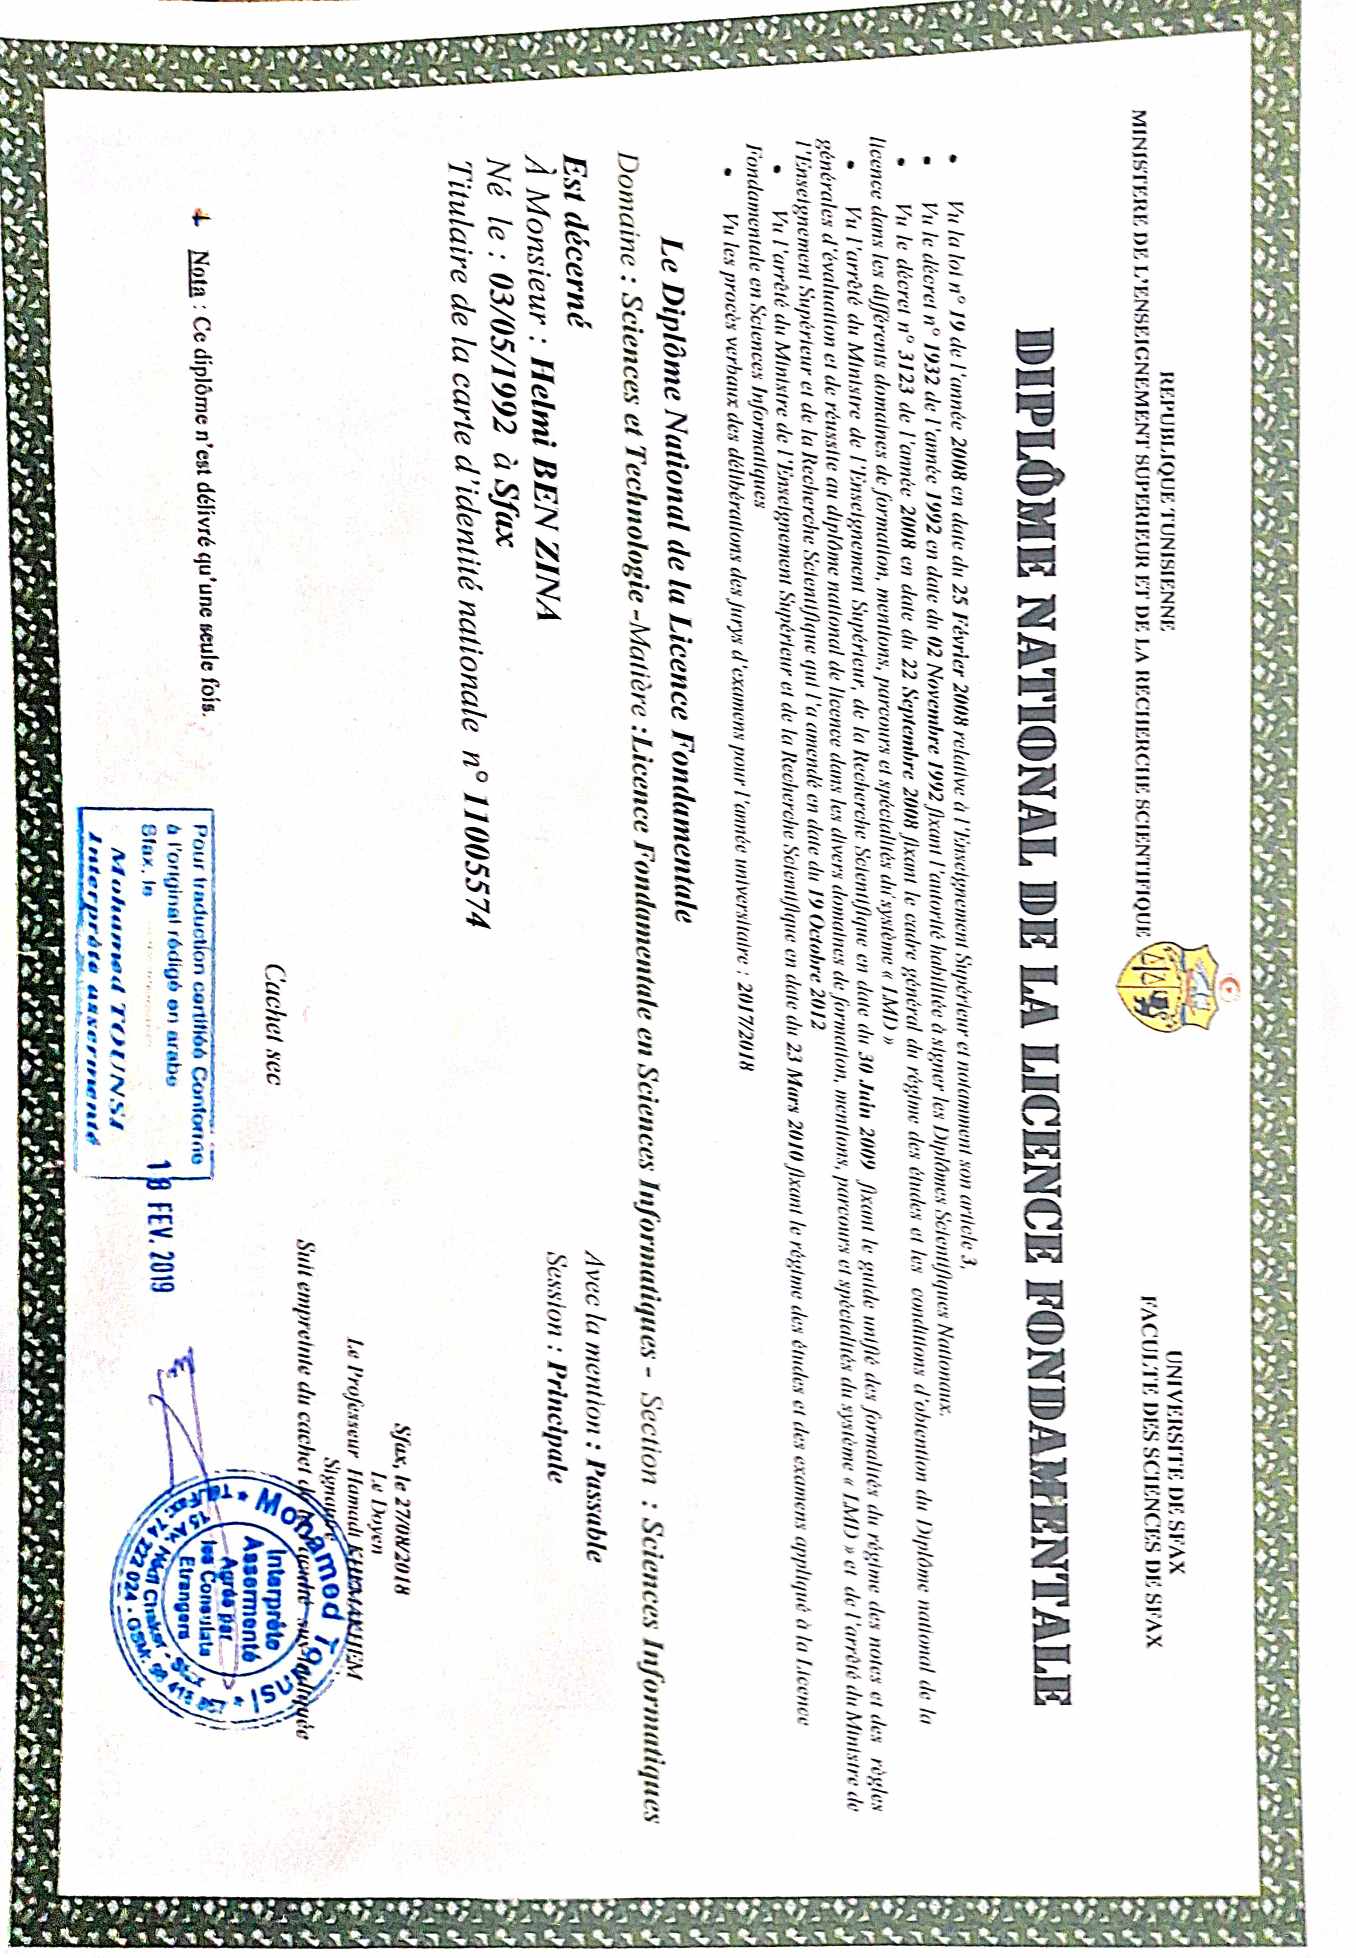 REPUBLIQUE TUNISIENNE
MINISTERE DE L'ENSEIGNEMENT SUPERIEUR ET DE LA RECHERCHE SCIENTIFIQUE
UNIVERSITE DE SFAX
FACULTE DES SCIENCES DE SFAX
DIPLÔME NATIONAL DE LA LICENCE FONDAMENTALE
• Vu la loi n° 19 de l'année 2008 en date du 25 Février 2008 relative à l'Enseignement Supérieur et notamment son article 3,
• Vu le décret n° 1932 de l'année 1992 en date du 02 Novembre 1992 fixant l'autorité habilitée à signer les Diplômes Scientifiques Nationaux.
• Vu le décret n° 3123 de l'année 2008 en date du 22 Septembre 2008 fixant le cadre général du régime des études et les conditions d'obtention du Diplôme national de la
licence dans les différents domaines de formation, mentions, parcours et spécialités du système « LMD »
• Vu l'arrêté du Ministre de l'Enseignement Supérieur, de la Recherche Scientifique en date du 30 Juin 2009 fixant le guide unifié des formalités du régime des notes et des règles
générales d'évaluation et de réussite au diplôme national de licence dans les divers domaines de formation, mentions, parcours et spécialités du système « LMD » et de l'arrêté du Ministre de
l'Enseignement Supérieur et de la Recherche Scientifique qui l'a amendé en date du 19 Octobre 2012
• Vu l'arrêté du Ministre de l'Enseignement Supérieur et de la Recherche Scientifique en date du 23 Mars 2010 fixant le régime des études et des examens appliqué à la Licence
Fondamentale en Sciences Informatiques
• Vu les procès verbaux des délibérations des jurys d'examens pour l'année universitaire : 2017/2018
Le Diplôme National de la Licence Fondamentale
Domaine : Sciences et Technologie -Matière :Licence Fondamentale en Sciences Informatiques - Section : Sciences Informatiques
Est décerné
À Monsieur : Helmi BEN ZINA
Né le : 03/05/1992 à Sfax
Titulaire de la carte d'identité nationale n° 11005574
Avec la mention : Passable
Session : Principale
Sfax, le 27/08/2018
Le Doyen
Le Professeur Hamadi KHEMAKHEM
Signature
Suit empreinte du cachet de la Faculté sus-indiquée
Cachet sec
Nota : Ce diplôme n'est délivré qu'une seule fois.
Pour traduction certifiée Conforme
à l'original rédigé en arabe
Sfax, le
18 FEV. 2019
Mohamed TOUNSI
Interprète assermenté
* Mohamed Tounsi *
Interprète
Assermenté
Agréé par
les Consulats
Etrangers
15 Av. Hédi Chaker - Sfax
Tél/Fax: 74 222 024 - GSM: 98 413 857